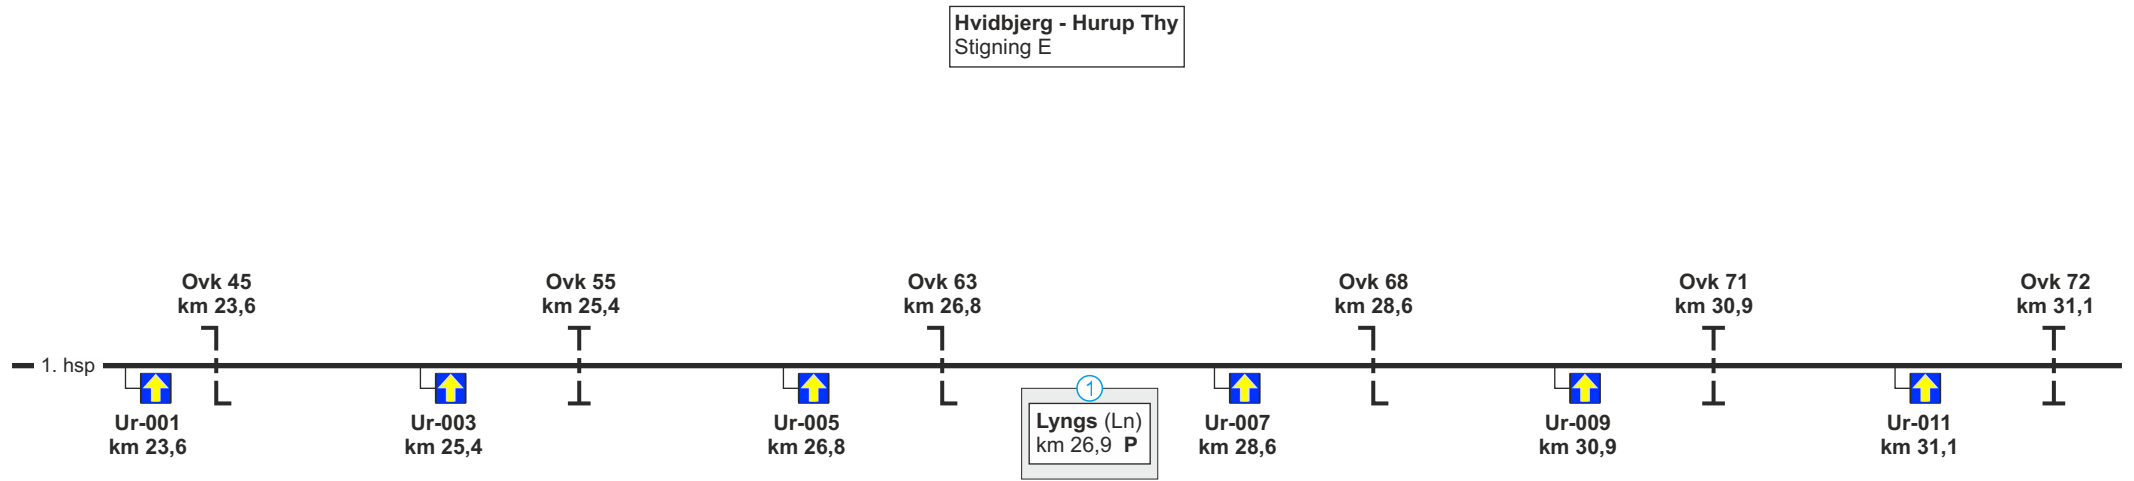 Hvidbjerg - Hurup Thy
Stigning E
Ovk 45
km 23,6
Ovk 55
km 25,4
Ovk 63
km 26,8
Ovk 68
km 28,6
Ovk 71
km 30,9
Ovk 72
km 31,1
1. hsp
Ur-001
km 23,6
Ur-003
km 25,4
Ur-005
km 26,8
1
Lyngs (Ln)
km 26,9 P
Ur-007
km 28,6
Ur-009
km 30,9
Ur-011
km 31,1